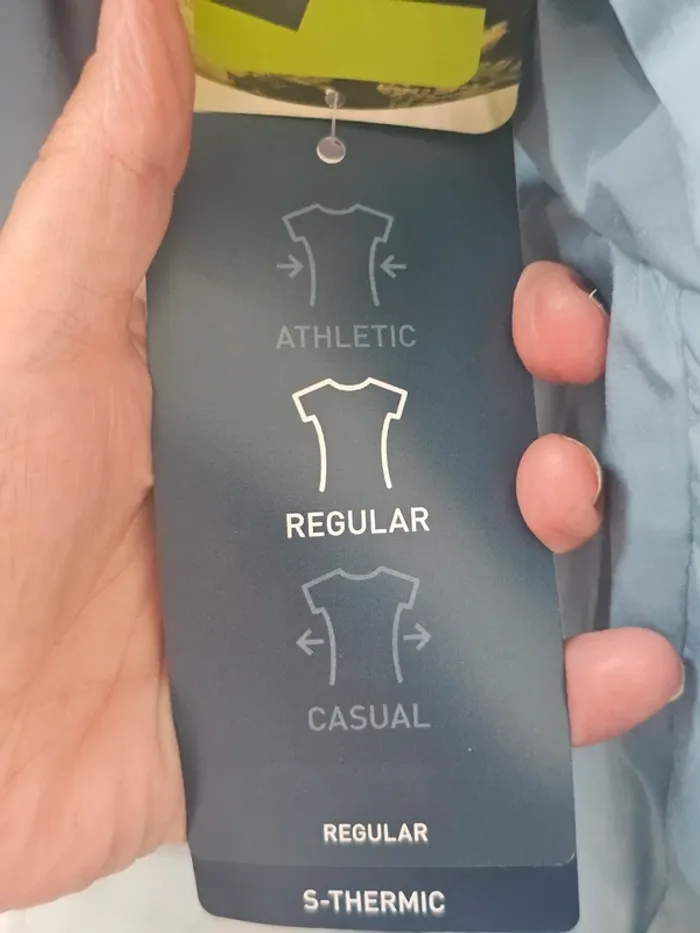 ATHLETIC
REGULAR
CASUAL
REGULAR
S-THERMIC